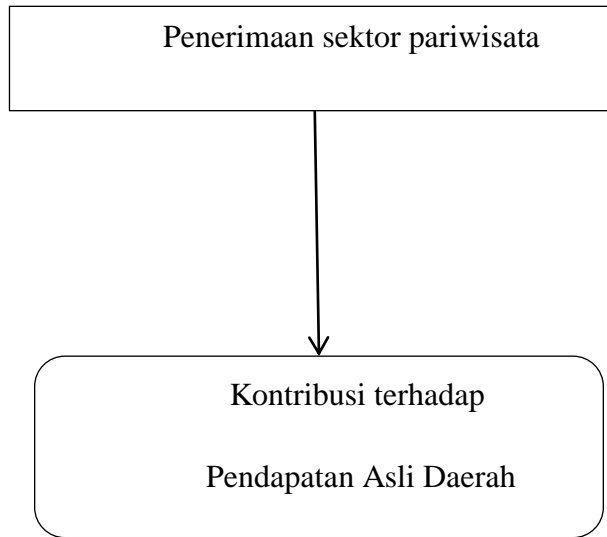 Penerimaan sektor pariwisata
Kontribusi terhadap
Pendapatan Asli Daerah